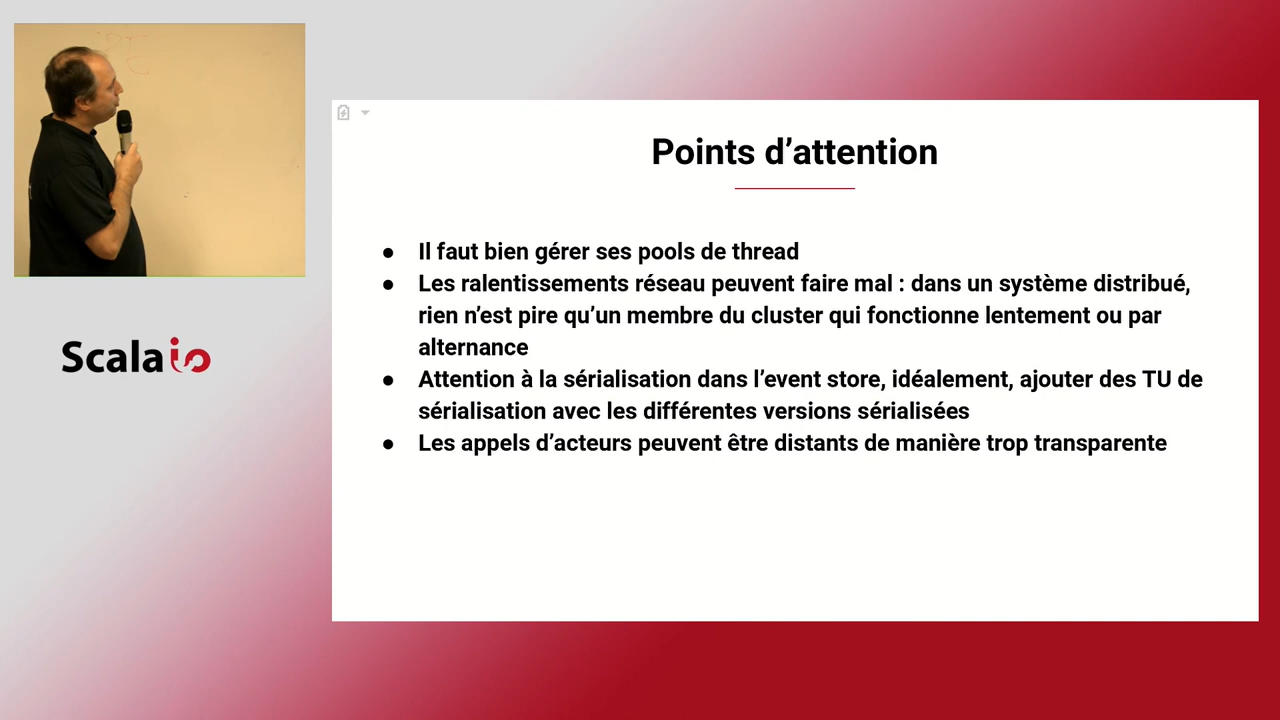 Points d’attention
● Il faut bien gérer ses pools de thread
● Les ralentissements réseau peuvent faire mal : dans un système distribué,
rien n’est pire qu’un membre du cluster qui fonctionne lentement ou par
alternance
● Attention à la sérialisation dans l’event store, idéalement, ajouter des TU de
sérialisation avec les différentes versions sérialisées
● Les appels d’acteurs peuvent être distants de manière trop transparente
Scala io